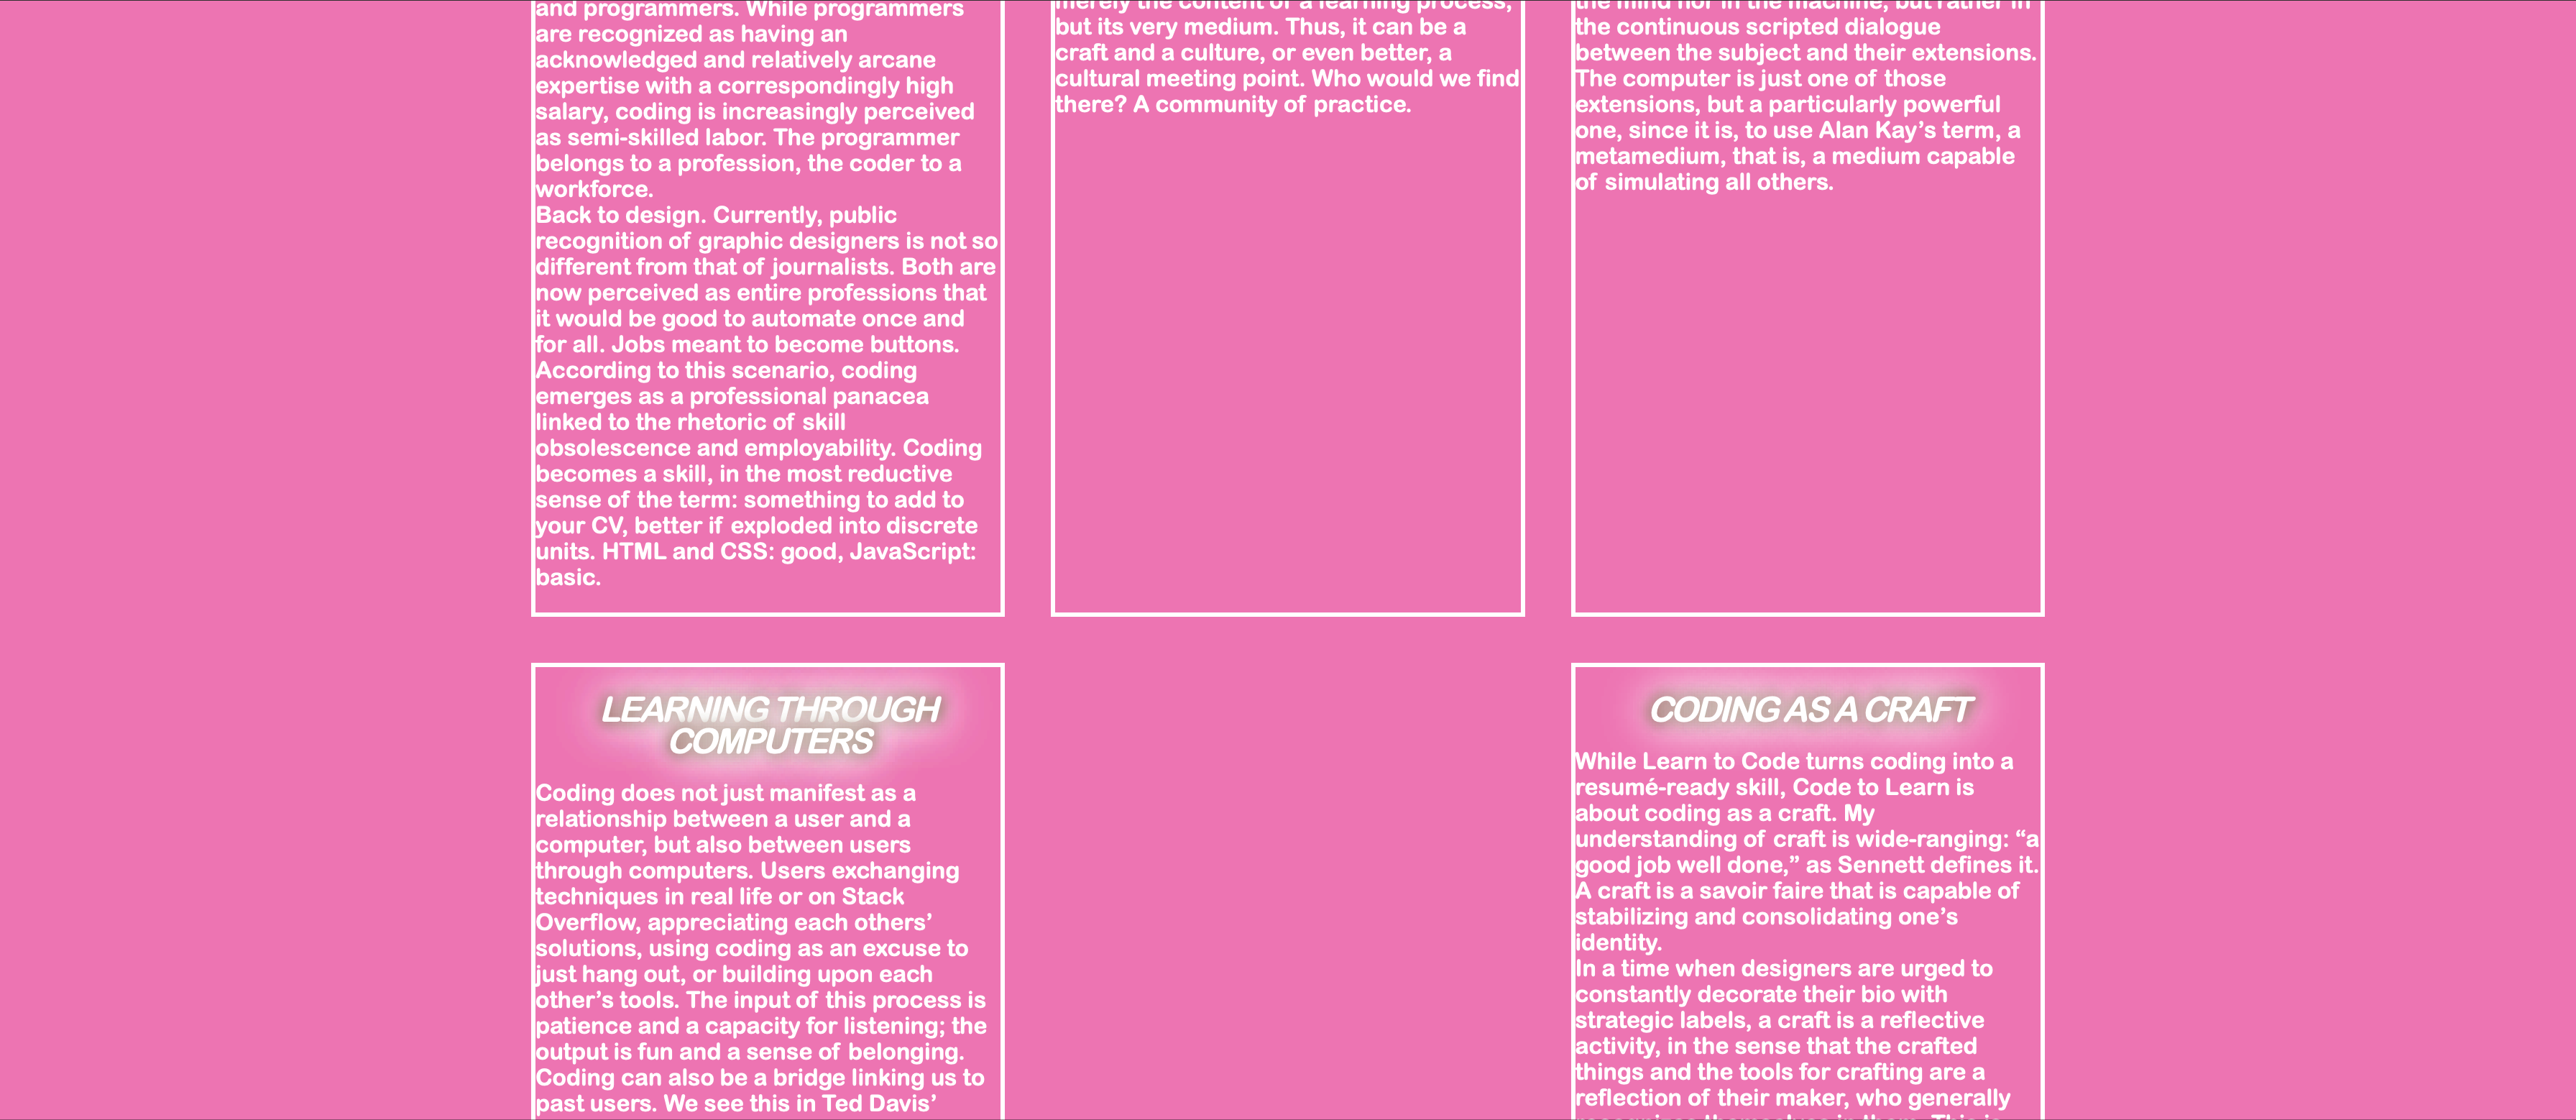 and programmers. While programmers
are recognized as having an
acknowledged and relatively arcane
expertise with a correspondingly high
salary, coding is increasingly perceived
as semi-skilled labor. The programmer
belongs to a profession, the coder to a
workforce.
Back to design. Currently, public
recognition of graphic designers is not so
different from that of journalists. Both are
now perceived as entire professions that
it would be good to automate once and
for all. Jobs meant to become buttons.
According to this scenario, coding
emerges as a professional panacea
linked to the rhetoric of skill
obsolescence and employability. Coding
becomes a skill, in the most reductive
sense of the term: something to add to
your CV, better if exploded into discrete
units. HTML and CSS: good, JavaScript:
basic.
merely the content of a learning process,
but its very medium. Thus, it can be a
craft and a culture, or even better, a
cultural meeting point. Who would we find
there? A community of practice.
the mind nor in the machine, but rather in
the continuous scripted dialogue
between the subject and their extensions.
The computer is just one of those
extensions, but a particularly powerful
one, since it is, to use Alan Kay’s term, a
metamedium, that is, a medium capable
of simulating all others.
LEARNING THROUGH
COMPUTERS
Coding does not just manifest as a
relationship between a user and a
computer, but also between users
through computers. Users exchanging
techniques in real life or on Stack
Overflow, appreciating each others’
solutions, using coding as an excuse to
just hang out, or building upon each
other’s tools. The input of this process is
patience and a capacity for listening; the
output is fun and a sense of belonging.
Coding can also be a bridge linking us to
past users. We see this in Ted Davis’
CODING AS A CRAFT
While Learn to Code turns coding into a
resumé-ready skill, Code to Learn is
about coding as a craft. My
understanding of craft is wide-ranging: “a
good job well done,” as Sennett defines it.
A craft is a savoir faire that is capable of
stabilizing and consolidating one’s
identity.
In a time when designers are urged to
constantly decorate their bio with
strategic labels, a craft is a reflective
activity, in the sense that the crafted
things and the tools for crafting are a
reflection of their maker, who generally